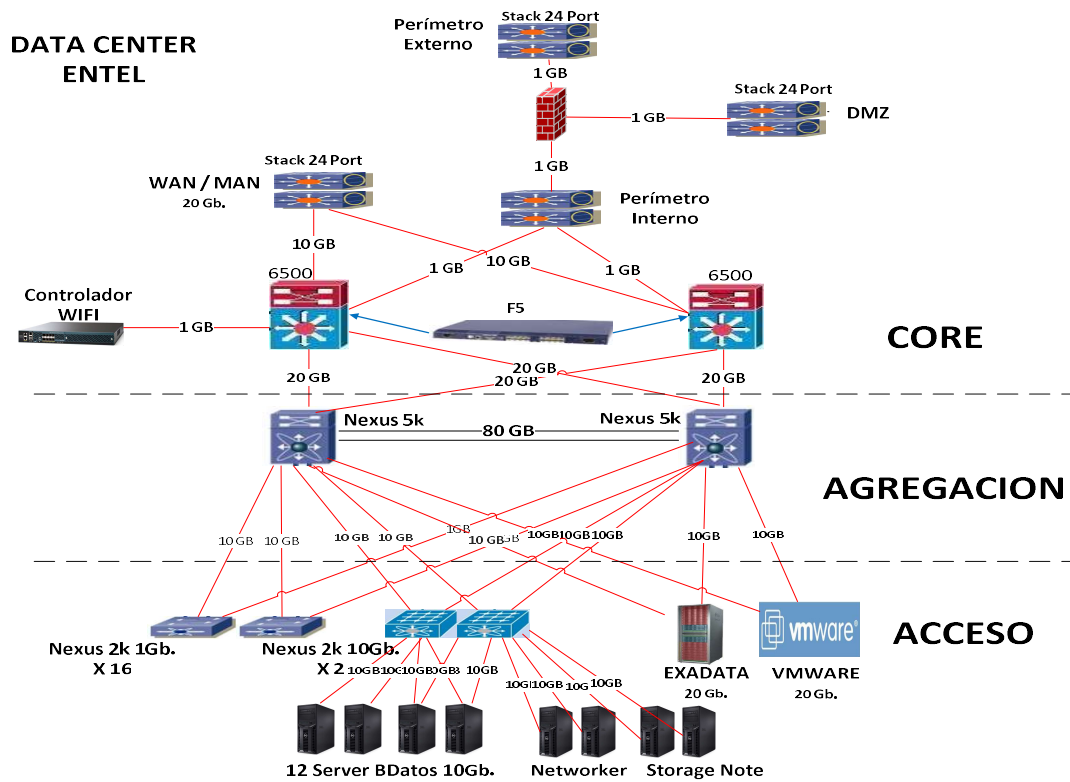 DATA CENTER
ENTEL
Perímetro
Externo
Stack 24 Port
1 GB
Stack 24 Port
1 GB
DMZ
1 GB
Stack 24 Port
WAN / MAN
20 Gb.
Perímetro
Interno
10 GB
1 GB
10 GB
1 GB
6500
6500
Controlador
WIFI
1 GB
F5
CORE
20 GB
20 GB
20 GB
20 GB
Nexus 5k
Nexus 5k
80 GB
AGREGACION
10 GB
10 GB
10 GB
10 GB
1GB
10 GB
10GB
10GB
10GB
10GB
10GB
ACCESO
vmware®
Nexus 2k 1Gb.
X 16
Nexus 2k 10Gb.
X 2
EXADATA
20 Gb.
VMWARE
20 Gb.
10GB
10GB
10GB
10GB
10GB
10GB
10GB
12 Server BDatos 10Gb.
Networker
Storage Note